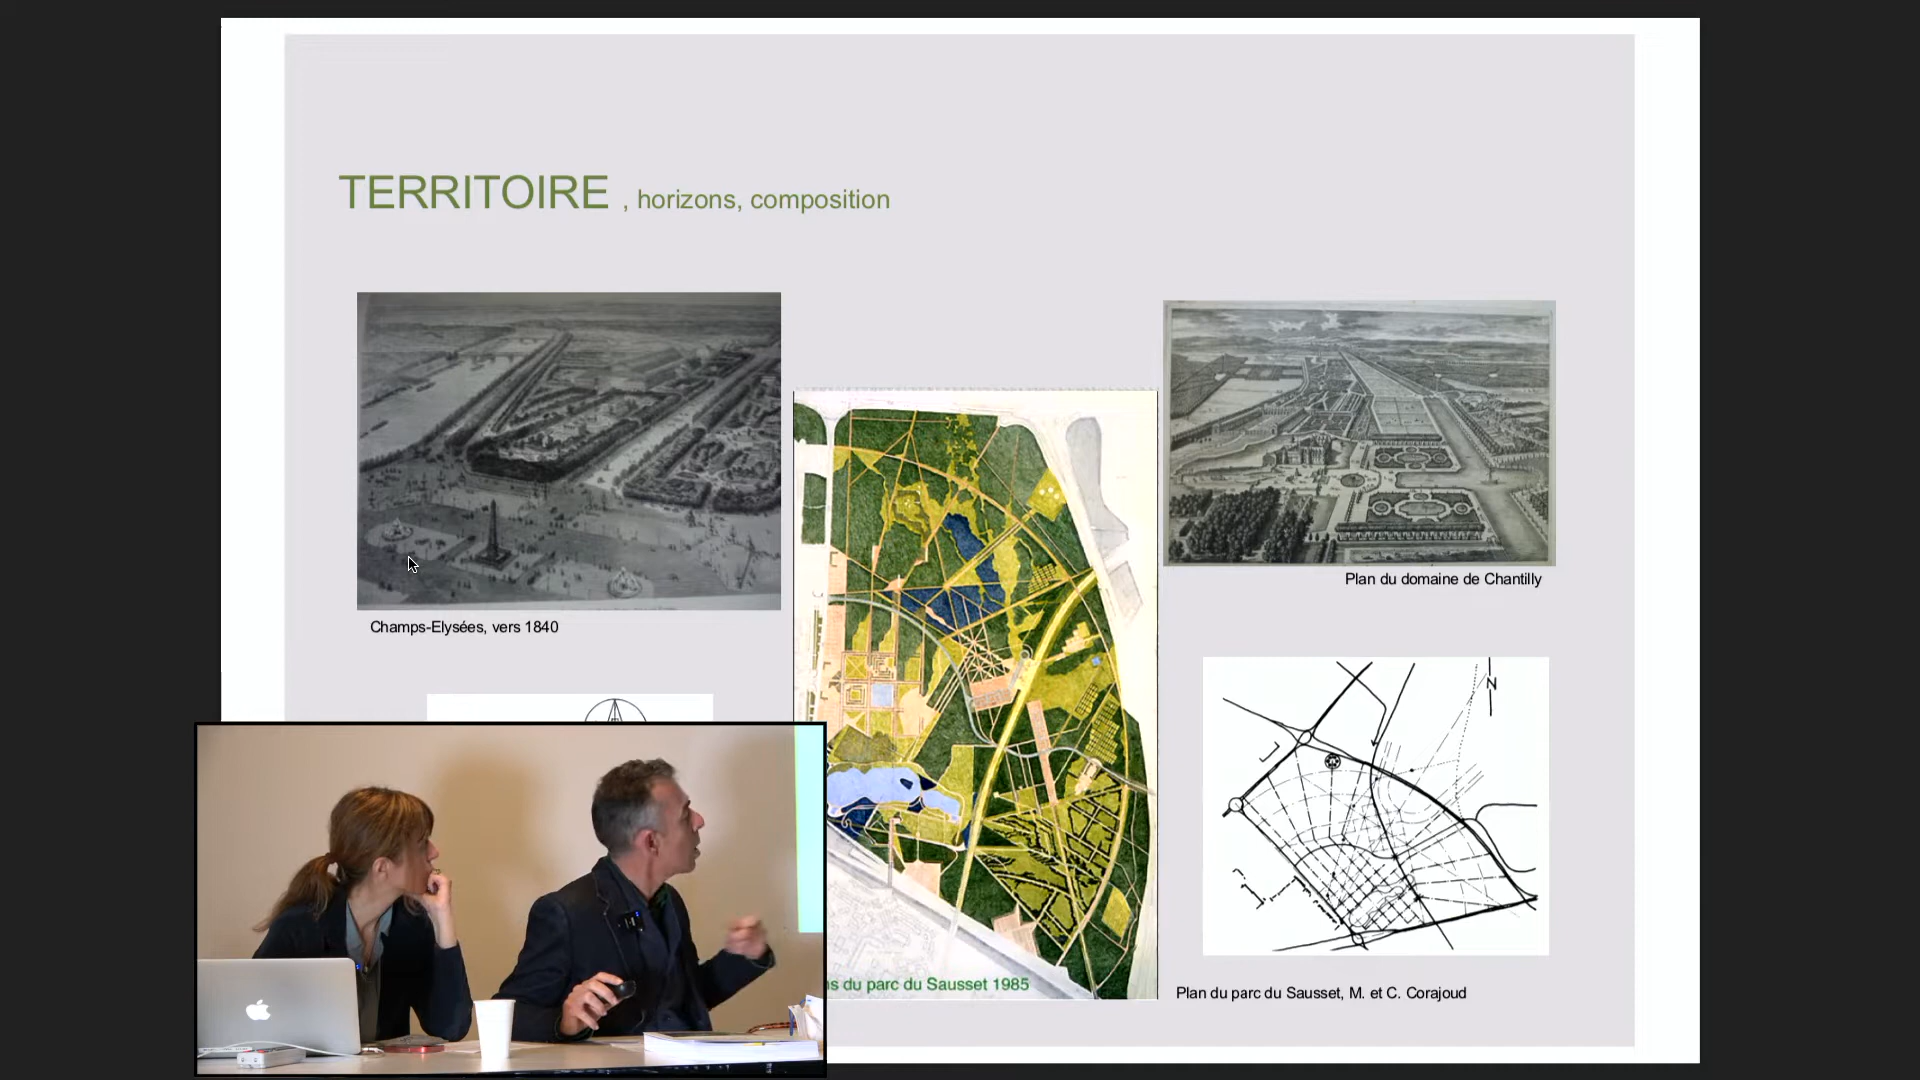 TERRITOIRE , horizons, composition
Champs-Elysées, vers 1840
Plan du domaine de Chantilly
N
du parc du Sausset 1985
Plan du parc du Sausset, M. et C. Corajoud